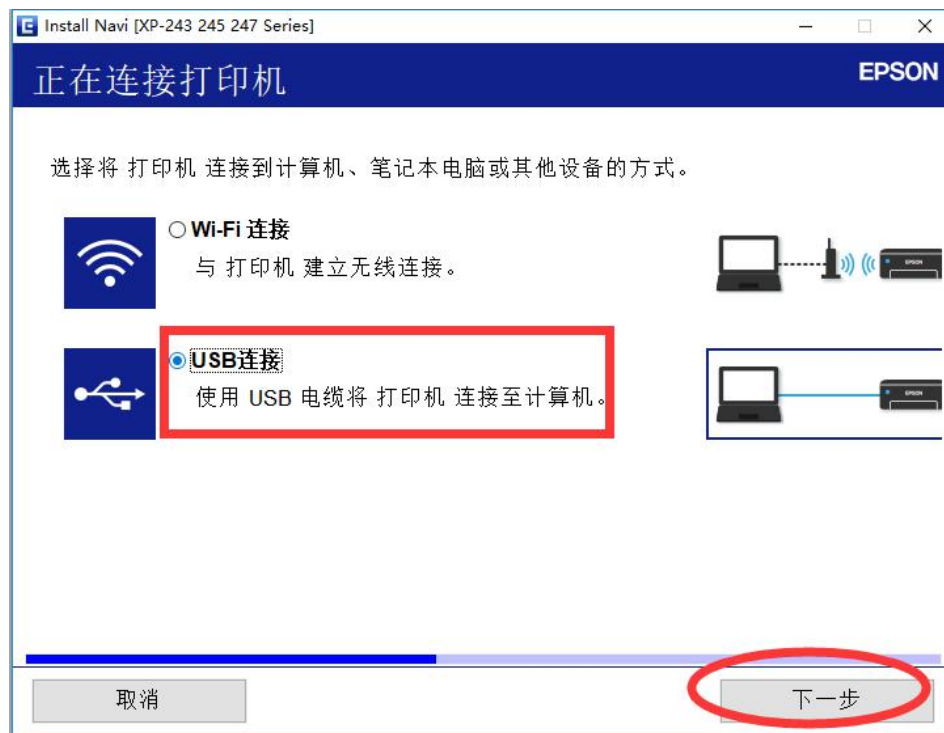 Install Navi [XP-243 245 247 Series]
正在连接打印机
EPSON
选择将 打印机 连接到计算机、笔记本电脑或其他设备的方式。
Wi-Fi 连接
与 打印机 建立无线连接。
EPSON
USB连接
使用 USB 电缆将 打印机 连接至计算机。
EPSON
取消
下一步